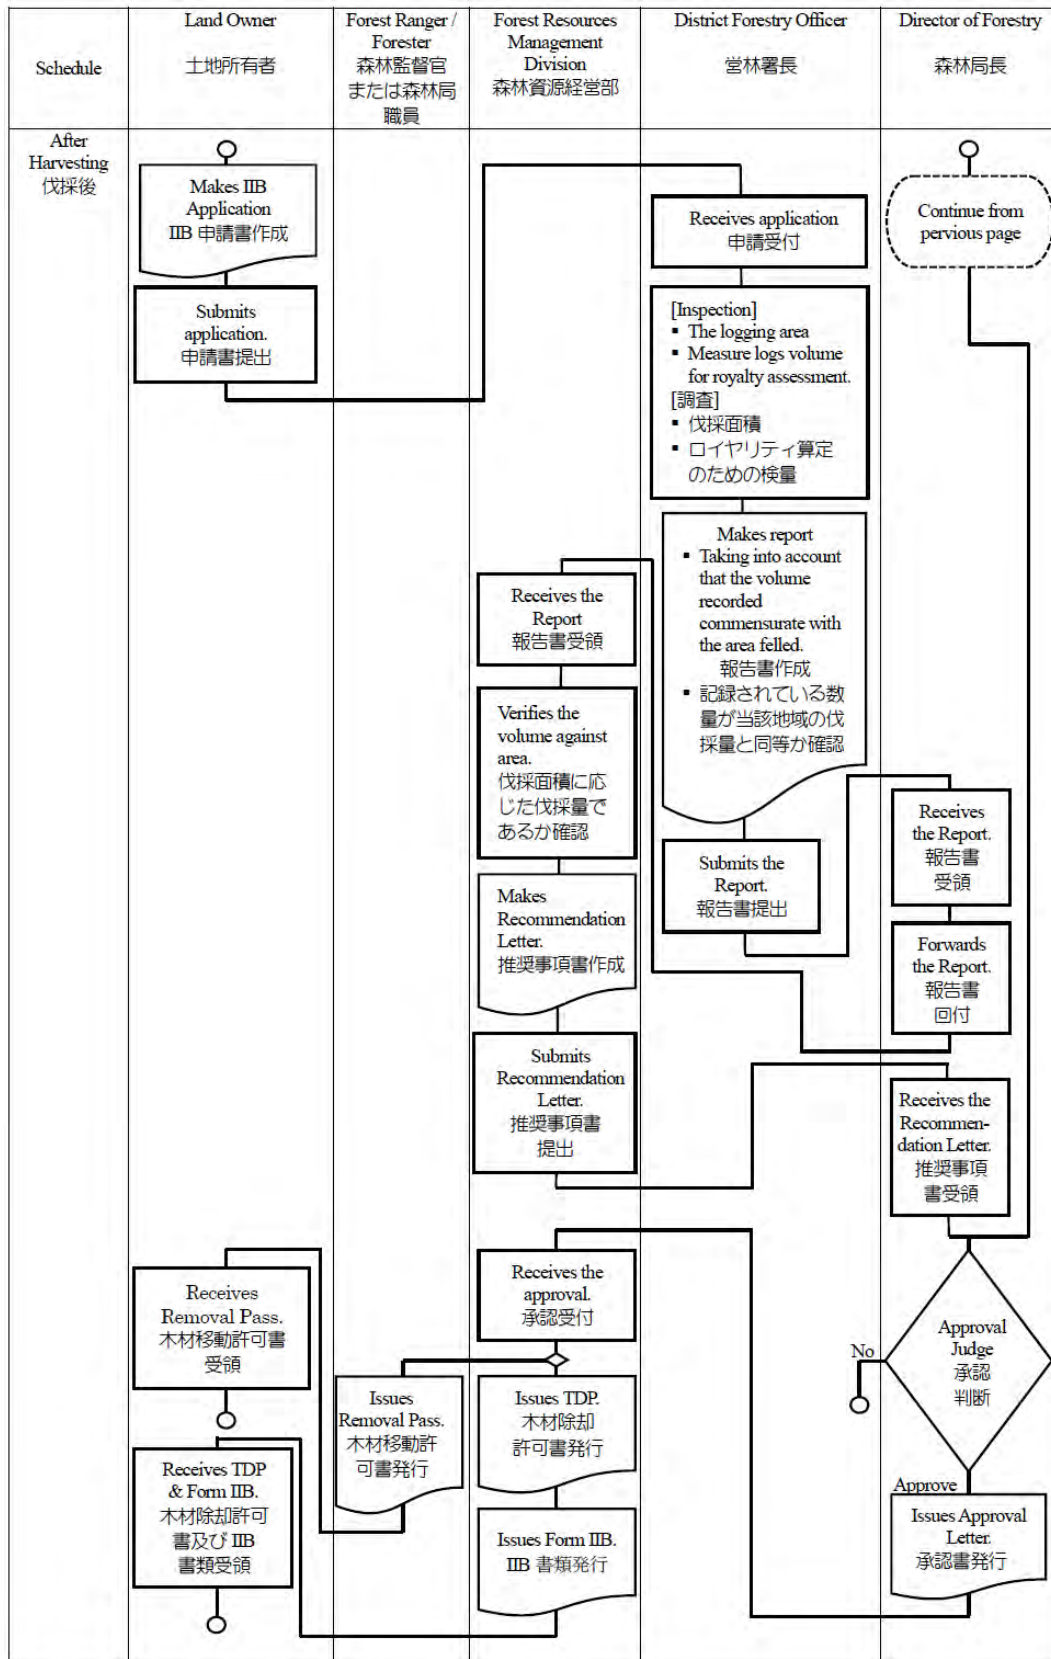 Schedule
Land Owner
土地所有者
Forest Ranger /
Forester
森林監督官
または森林局
職員
Forest Resources
Management
Division
森林資源経営部
District Forestry Officer
営林署長
Director of Forestry
森林局長
After
Harvesting
伐採後
Makes IIB
Application
IIB 申請書作成
Submits
application.
申請書提出
Receives application
申請受付
[Inspection]
▪ The logging area
▪ Measure logs volume
for royalty assessment.
[調査]
▪ 伐採面積
▪ ロイヤリティ算定
のための検量
Makes report
▪ Taking into account
that the volume
recorded
commensurate with
the area felled.
報告書作成
▪ 記録されている数
量が当該地域の伐
採量と同等か確認
Submits the
Report.
報告書提出
Continue from
pervious page
Receives
the Report.
報告書
受領
Forwards
the Report.
報告書
回付
Receives the
Report
報告書受領
Verifies the
volume against
area.
伐採面積に応
じた伐採量で
あるか確認
Makes
Recommendation
Letter.
推奨事項書作成
Submits
Recommendation
Letter.
推奨事項書
提出
Receives the
Recommen-
dation Letter.
推奨事項
書受領
Approval
Judge
承認
判断
No
Approve
Issues Approval
Letter.
承認書発行
Receives the
approval.
承認受付
Issues TDP.
木材除却
許可書発行
Issues Form IIB.
IIB 書類発行
Issues
Removal Pass.
木材移動許
可書発行
Receives
Removal Pass.
木材移動許可書
受領
Receives TDP
& Form IIB.
木材除却許可
書及び IIB
書類受領